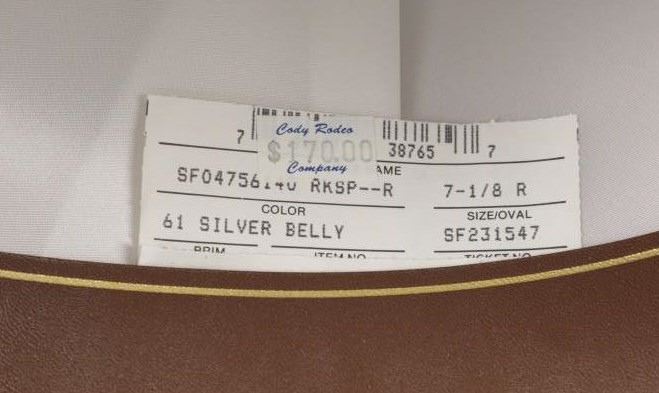 Cody Rodeo
7 $170.00 38765 7
Company AME
RKSP--R 7-1/8 R
COLOR SIZE/OVAL
61 SILVER BELLY SF231547
BRIM ITEM NO TICKET NO